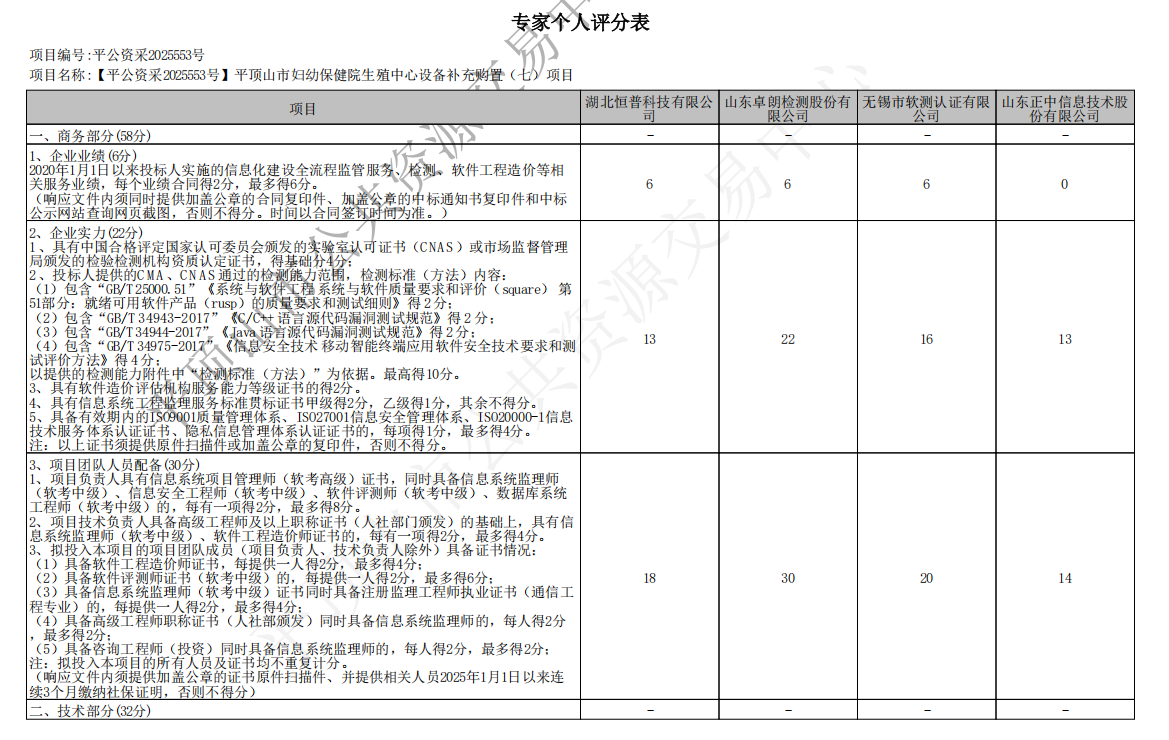 专家个人评分表
项目编号:平公资采2025553号
项目名称:【平公资采2025553号】平顶山市妇幼保健院生殖中心设备补充购置（七）项目
项目
湖北恒普科技有限公
司
山东卓朗检测股份有
限公司
无锡市软测认证有限
公司
山东正中信息技术股
份有限公司
一、商务部分(58分)
－ － － －
1、企业业绩(6分)
2020年1月1日以来投标人实施的信息化建设全流程监管服务、检测、软件工程造价等相
关服务业绩，每个业绩合同得2分，最多得6分。
（响应文件内须同时提供加盖公章的合同复印件、加盖公章的中标通知书复印件和中标
公示网站查询网页截图，否则不得分。时间以合同签订时间为准。）
6 6 6 0
2、企业实力(22分)
1、具有中国合格评定国家认可委员会颁发的实验室认可证书（CNAS）或市场监督管理
局颁发的检验检测机构资质认定证书，得基础分4分；
2、投标人提供的CMA、CNAS通过的检测能力范围，检测标准（方法）内容：
（1）包含“GB/T25000.51”《系统与软件工程系统与软件质量要求和评价（square） 第
51部分：就绪可用软件产品（rusp）的质量要求和测试细则》得２分；
（2）包含“GB/T34943-2017”《C/C++语言源代码漏洞测试规范》得２分；
（3）包含“GB/T34944-2017”《Java语言源代码漏洞测试规范》得２分；
（4）包含“GB/T34975-2017”《信息安全技术 移动智能终端应用软件安全技术要求和测
试评价方法》得４分；
以提供的检测能力附件中“检测标准（方法）”为依据。最高得10分。
3、具有软件造价评估机构服务能力等级证书的得2分。
4、具有信息系统工程监理服务标准贯标证书甲级得2分，乙级得1分，其余不得分。
5、具备有效期内的ISO9001质量管理体系、ISO27001信息安全管理体系、ISO20000-1信息
技术服务体系认证证书、隐私信息管理体系认证证书的，每项得1分，最多得4分。
注：以上证书须提供原件扫描件或加盖公章的复印件，否则不得分。
13 22 16 13
3、项目团队人员配备(30分)
1、项目负责人具有信息系统项目管理师（软考高级）证书，同时具备信息系统监理师
（软考中级）、信息安全工程师（软考中级）、软件评测师（软考中级）、数据库系统
工程师（软考中级）的，每有一项得2分，最多得8分。
2、项目技术负责人具备高级工程师及以上职称证书（人社部门颁发）的基础上，具有信
息系统监理师（软考中级）、软件工程造价师证书的，每有一项得2分，最多得4分。
3、拟投入本项目的项目团队成员（项目负责人、技术负责人除外）具备证书情况：
（1）具备软件工程造价师证书，每提供一人得2分，最多得4分；
（2）具备软件评测师证书（软考中级）的，每提供一人得2分，最多得6分；
（3）具备信息系统监理师（软考中级）证书同时具备注册监理工程师执业证书（通信工
程专业）的，每提供一人得2分，最多得4分；
（4）具备高级工程师职称证书（人社部颁发）同时具备信息系统监理师的，每人得2分
，最多得2分；
（5）具备咨询工程师（投资）同时具备信息系统监理师的，每人得2分，最多得2分；
注：拟投入本项目的所有人员及证书均不重复计分。
（响应文件内须提供加盖公章的证书原件扫描件、并提供相关人员2025年1月1日以来连
续3个月缴纳社保证明，否则不得分）
18 30 20 14
二、技术部分(32分)
－ － － －
平顶山市公共资源交易中心
平顶山市公共资源交易中心